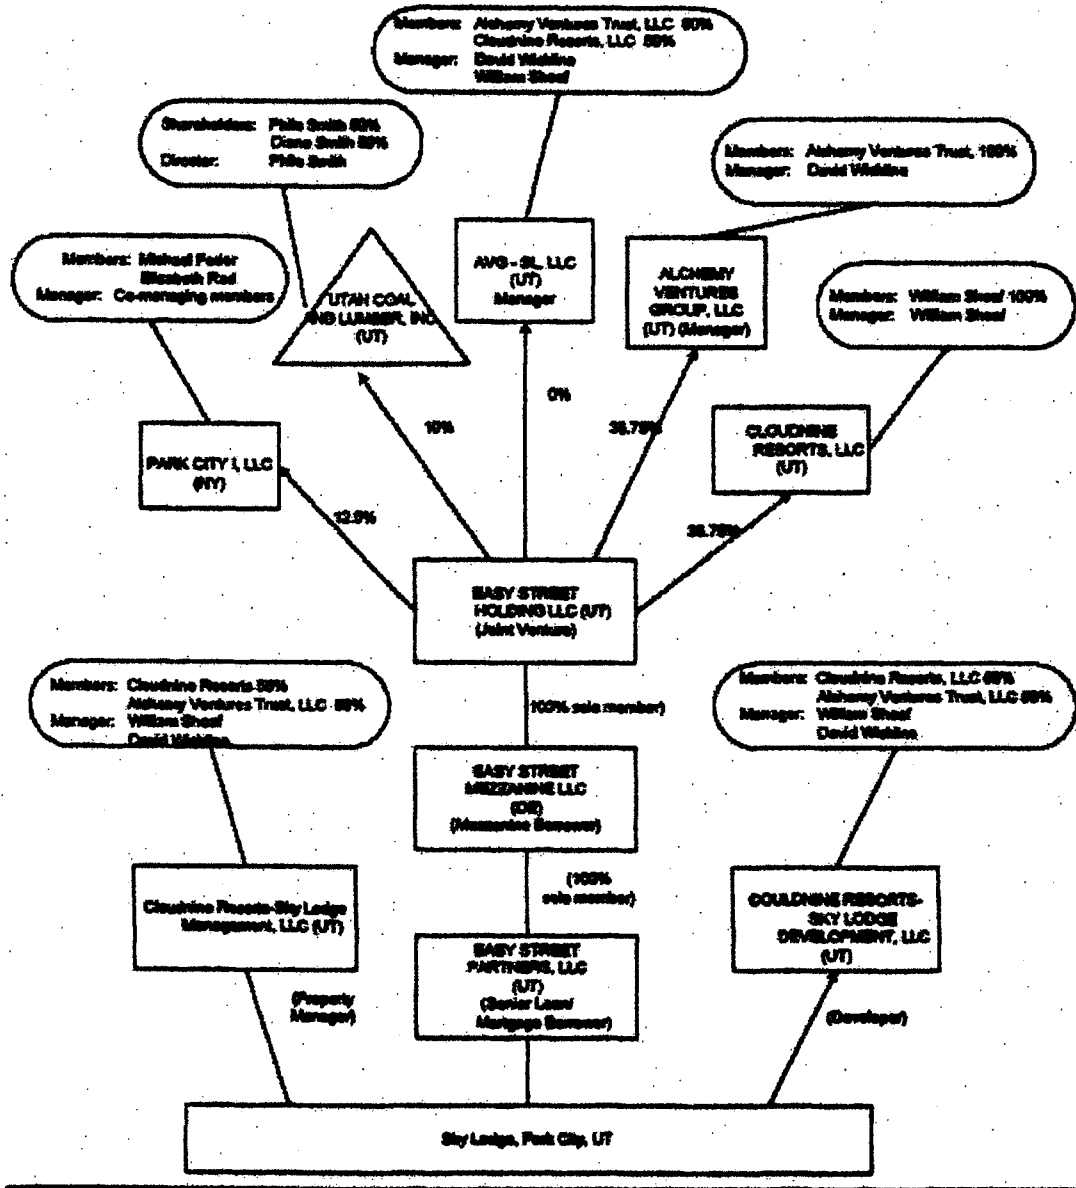 Members: Alchemy Ventures Trust, LLC 50%
Cloudnine Resorts, LLC 50%
Manager: David Wickline
William Shoaf
Shareholders: Philo Smith 50%
Diane Smith 50%
Director: Philo Smith
Members: Alchemy Ventures Trust, 100%
Manager: David Wickline
Members: Michael Feder
Elizabeth Rad
Manager: Co-managing members
AVG - SL, LLC
(UT)
Manager
ALCHEMY
VENTURES
GROUP, LLC
(UT) (Manager)
Members: William Shoaf 100%
Manager: William Shoaf
UTAH COAL
AND LUMBER, INC
(UT)
0%
10%
38.75%
CLOUDNINE
RESORTS, LLC
(UT)
PARK CITY I, LLC
(NY)
12.5%
38.75%
EASY STREET
HOLDING LLC (UT)
(Joint Venture)
Members: Cloudnine Resorts 50%
Alchemy Ventures Trust, LLC 50%
Manager: William Shoaf
David Wickline
100% sole member)
Members: Cloudnine Resorts, LLC 50%
Alchemy Ventures Trust, LLC 50%
Manager: William Shoaf
David Wickline
EASY STREET
MEZZANINE LLC
(DE)
(Mezzanine Borrower)
(100%
sole member)
Cloudnine Resorts-Sky Lodge
Management, LLC (UT)
COULDNINE RESORTS-
SKY LODGE
DEVELOPMENT, LLC
(UT)
EASY STREET
PARTNERS, LLC
(UT)
(Senior Loan/
Mortgage Borrower)
(Property
Manager)
(Developer)
Sky Lodge, Park City, UT